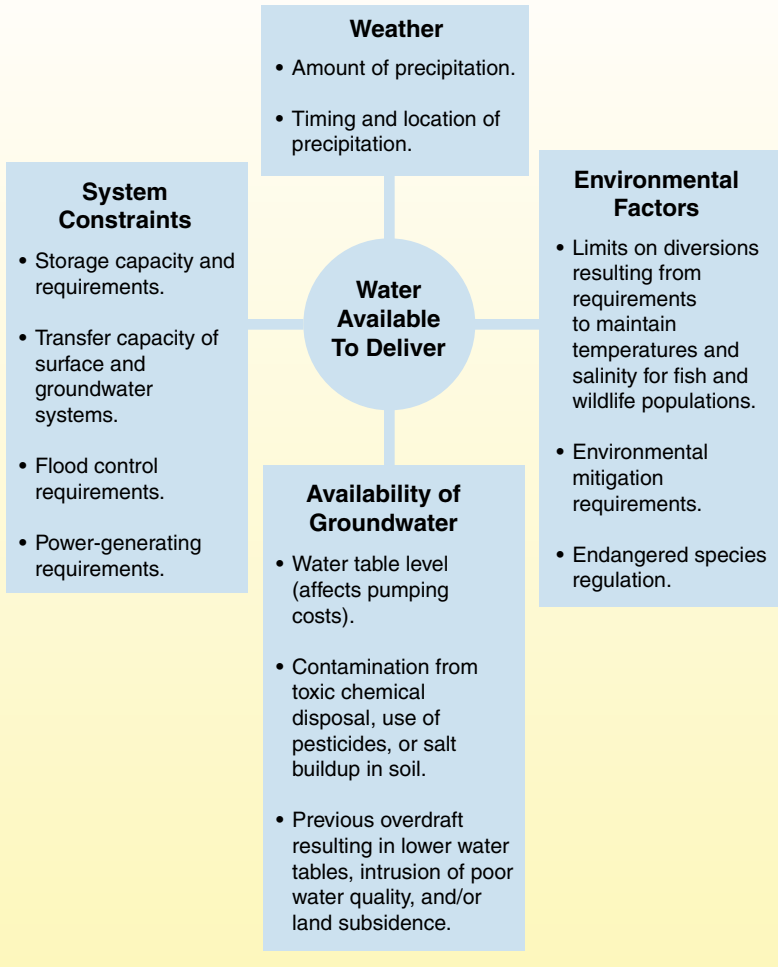 Weather
• Amount of precipitation.
• Timing and location of
precipitation.
System
Constraints
• Storage capacity and
requirements.
• Transfer capacity of
surface and
groundwater
systems.
• Flood control
requirements.
• Power-generating
requirements.
Water
Available
To Deliver
Environmental
Factors
• Limits on diversions
resulting from
requirements
to maintain
temperatures and
salinity for fish and
wildlife populations.
• Environmental
mitigation
requirements.
• Endangered species
regulation.
Availability of
Groundwater
• Water table level
(affects pumping
costs).
• Contamination from
toxic chemical
disposal, use of
pesticides, or salt
buildup in soil.
• Previous overdraft
resulting in lower water
tables, intrusion of poor
water quality, and/or
land subsidence.